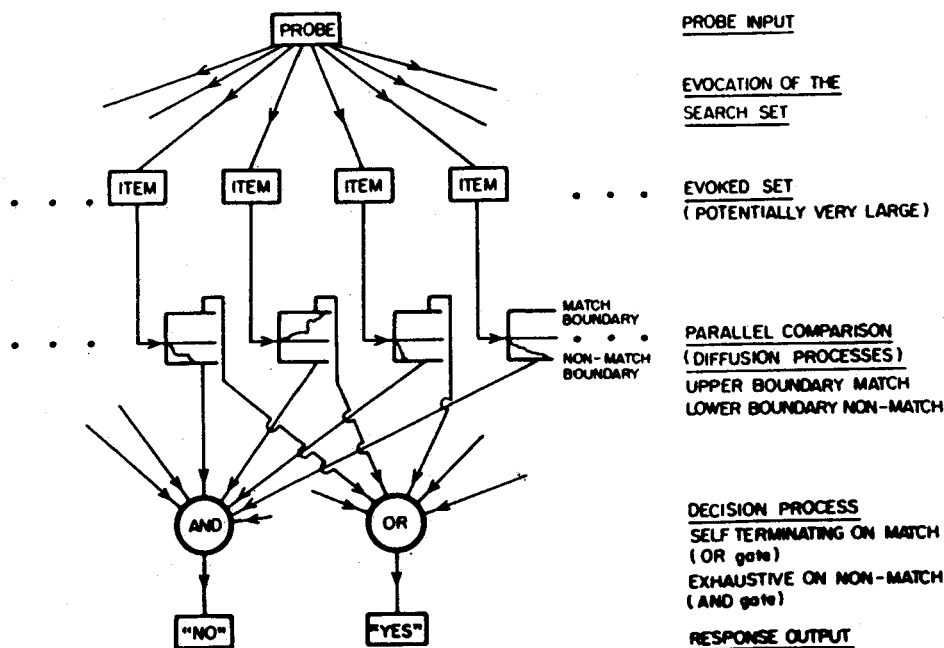 PROBE
PROBE INPUT
EVOCATION OF THE
SEARCH SET
ITEM
ITEM
ITEM
ITEM
EVOKED SET
( POTENTIALLY VERY LARGE )
MATCH
BOUNDARY
NON-MATCH
BOUNDARY
PARALLEL COMPARISON
( DIFFUSION PROCESSES )
UPPER BOUNDARY MATCH
LOWER BOUNDARY NON-MATCH
AND
OR
DECISION PROCESS
SELF TERMINATING ON MATCH
( OR gate )
EXHAUSTIVE ON NON-MATCH
( AND gate )
"NO"
"YES"
RESPONSE OUTPUT